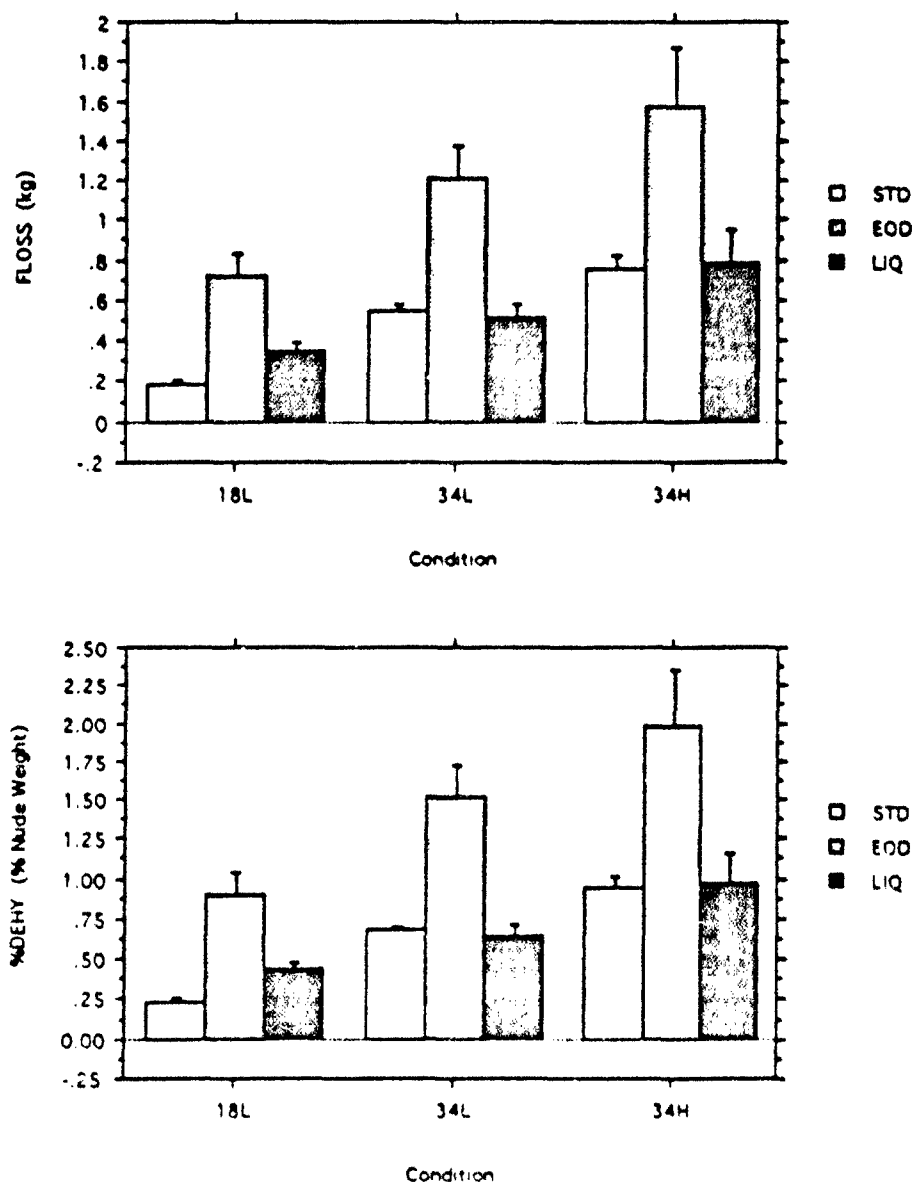 2
1.8
1.6
1.4
1.2
1
.8
.6
.4
.2
0
-.2
FLOSS (kg)
18L
34L
34H
Condition
STD
EOD
LIQ
2.50
2.25
2.00
1.75
1.50
1.25
1.00
.75
.50
.25
0.00
-.25
%DEHY (% Nude Weight)
18L
34L
34H
Condition
STD
EOD
LIQ